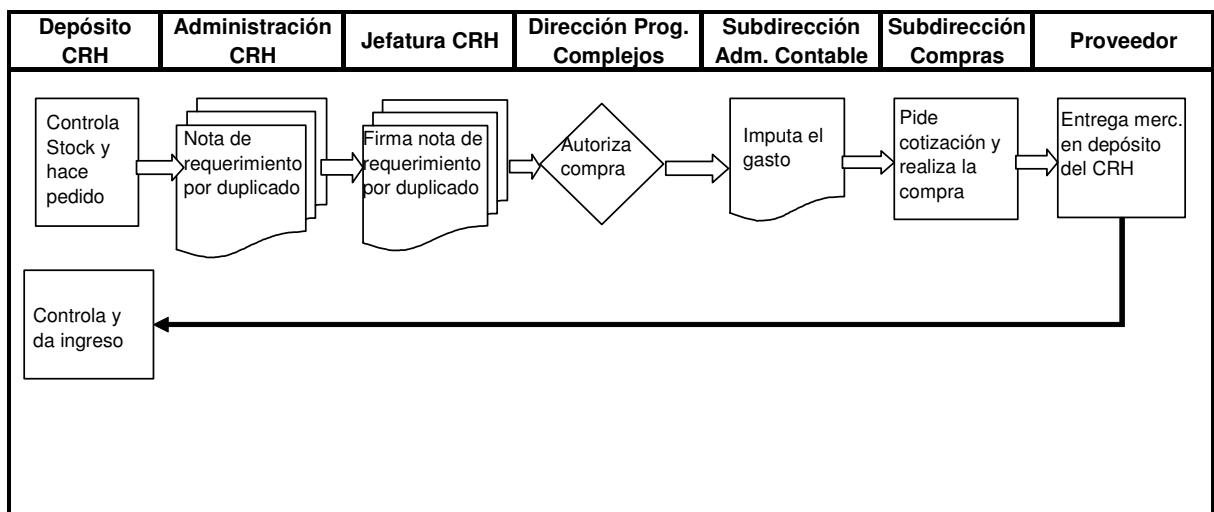 Depósito
CRH
Administración
CRH
Jefatura CRH
Dirección Prog.
Complejos
Subdirección
Adm. Contable
Subdirección
Compras
Proveedor
Controla
Stock y
hace
pedido
Nota de
requerimiento
por duplicado
Firma nota de
requerimiento
por duplicado
Autoriza
compra
Imputa el
gasto
Pide
cotización y
realiza la
compra
Entrega merc.
en depósito
del CRH
Controla y
da ingreso